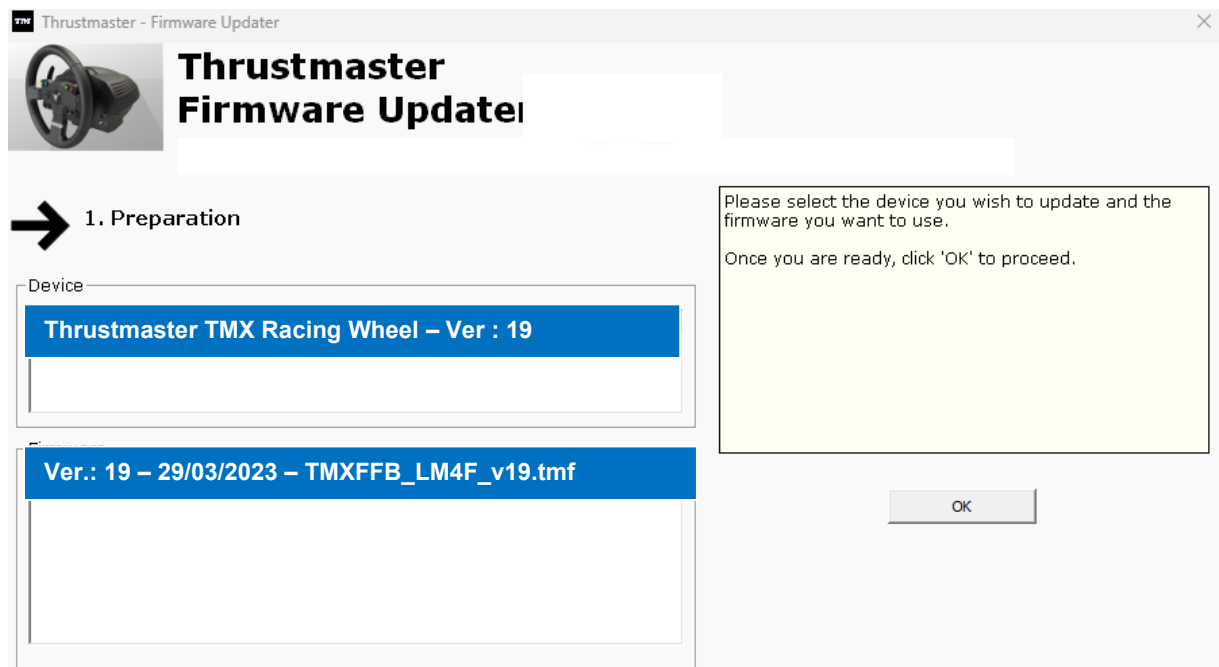 Thrustmaster - Firmware Updater
Thrustmaster
Firmware Updater
1. Preparation
Please select the device you wish to update and the
firmware you want to use.
Once you are ready, click 'OK' to proceed.
Device
Thrustmaster TMX Racing Wheel – Ver : 19
Ver.: 19 – 29/03/2023 – TMXFFB_LM4F_v19.tmf
OK